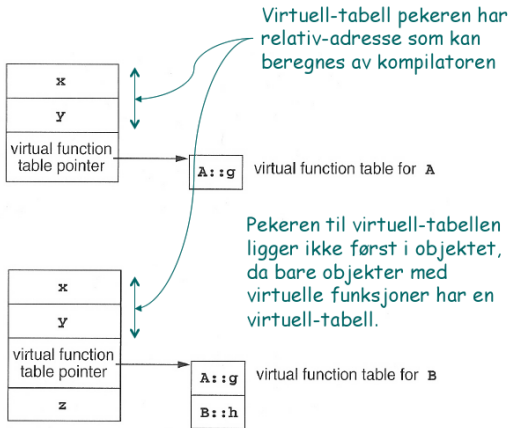 Virtuell-tabell pekeren har
relativ-adresse som kan
beregnes av kompilatoren
x
y
virtual function
table pointer
A::g
virtual function table for A
Pekeren til virtuell-tabellen
ligger ikke først i objektet,
da bare objekter med
virtuelle funksjoner har en
virtuell-tabell.
x
y
virtual function
table pointer
z
A::g
B::h
virtual function table for B